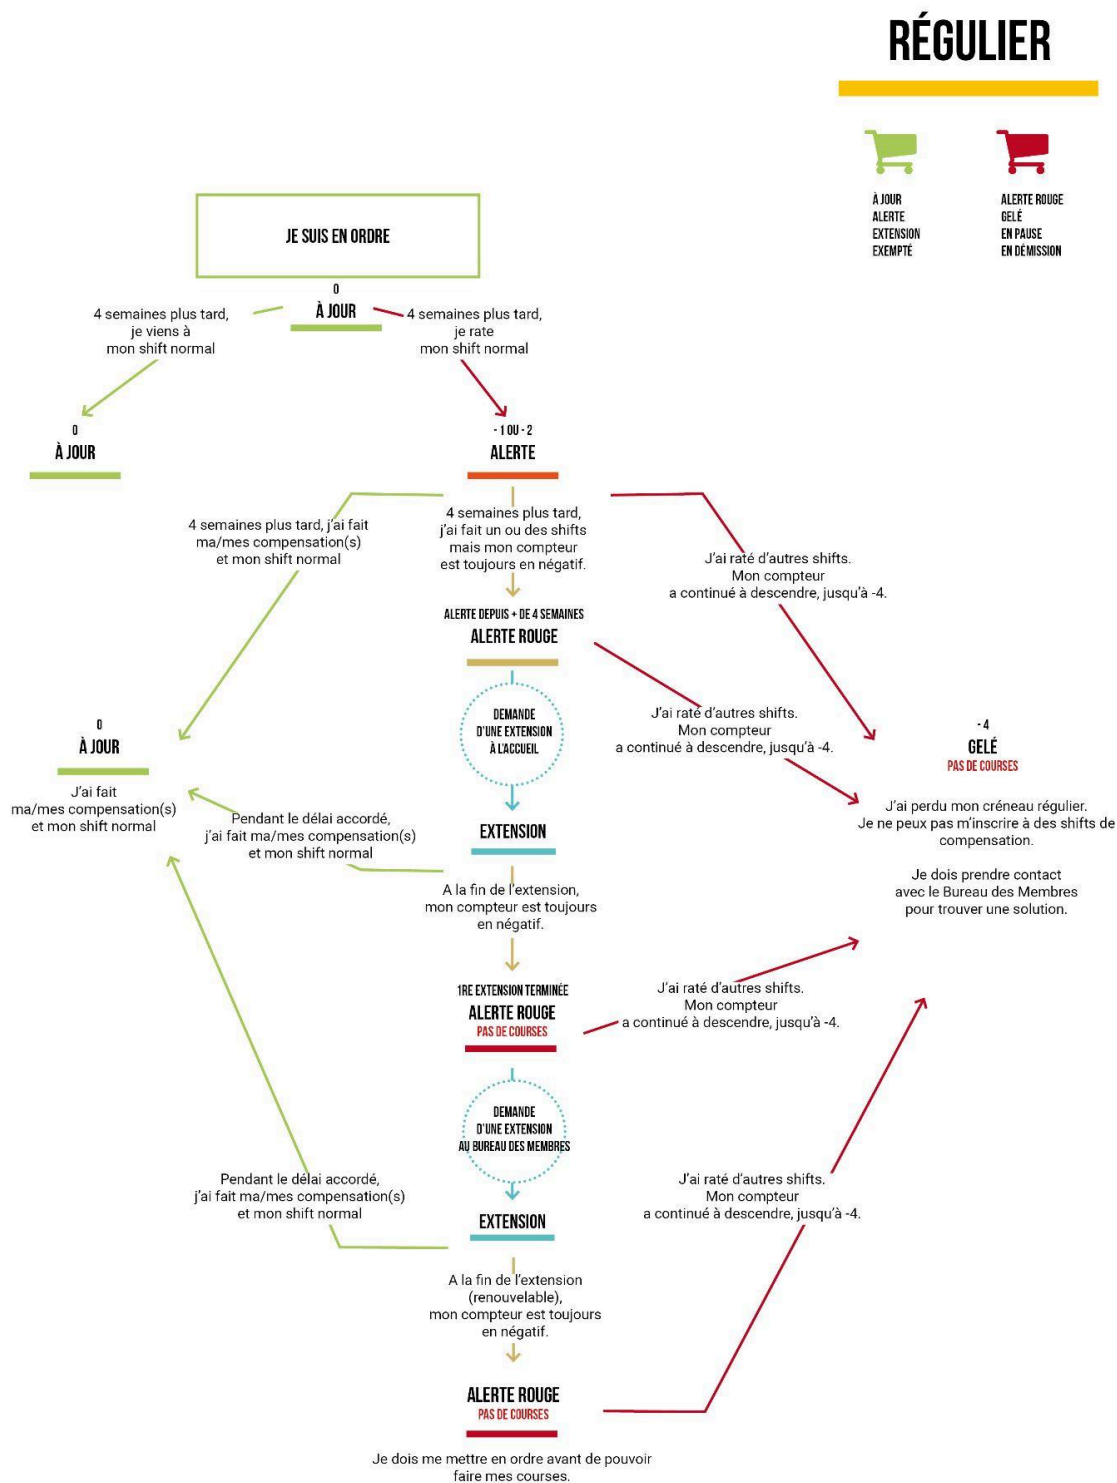 RÉGULIER
À JOUR
ALERTE
EXTENSION
EXEMPTÉ
ALERTE ROUGE
GELÉ
EN PAUSE
EN DÉMISSION
JE SUIS EN ORDRE
0
À JOUR
4 semaines plus tard,
je viens à
mon shift normal
4 semaines plus tard,
je rate
mon shift normal
0
À JOUR
- 1 OU - 2
ALERTE
4 semaines plus tard, j'ai fait
ma/mes compensation(s)
et mon shift normal
4 semaines plus tard,
j'ai fait un ou des shifts
mais mon compteur
est toujours en négatif.
J'ai raté d'autres shifts.
Mon compteur
a continué à descendre, jusqu'à -4.
ALERTE DEPUIS + DE 4 SEMAINES
ALERTE ROUGE
DEMANDE
D'UNE EXTENSION
À L'ACCUEIL
J'ai raté d'autres shifts.
Mon compteur
a continué à descendre, jusqu'à -4.
0
À JOUR
J'ai fait
ma/mes compensation(s)
et mon shift normal
- 4
GELÉ
PAS DE COURSES
J'ai perdu mon créneau régulier.
Je ne peux pas m'inscrire à des shifts de
compensation.
Je dois prendre contact
avec le Bureau des Membres
pour trouver une solution.
Pendant le délai accordé,
j'ai fait ma/mes compensation(s)
et mon shift normal
EXTENSION
A la fin de l'extension,
mon compteur est toujours
en négatif.
1RE EXTENSION TERMINÉE
ALERTE ROUGE
PAS DE COURSES
J'ai raté d'autres shifts.
Mon compteur
a continué à descendre, jusqu'à -4.
DEMANDE
D'UNE EXTENSION
AU BUREAU DES MEMBRES
Pendant le délai accordé,
j'ai fait ma/mes compensation(s)
et mon shift normal
J'ai raté d'autres shifts.
Mon compteur
a continué à descendre, jusqu'à -4.
EXTENSION
A la fin de l'extension
(renouvelable),
mon compteur est toujours
en négatif.
ALERTE ROUGE
PAS DE COURSES
Je dois me mettre en ordre avant de pouvoir
faire mes courses.